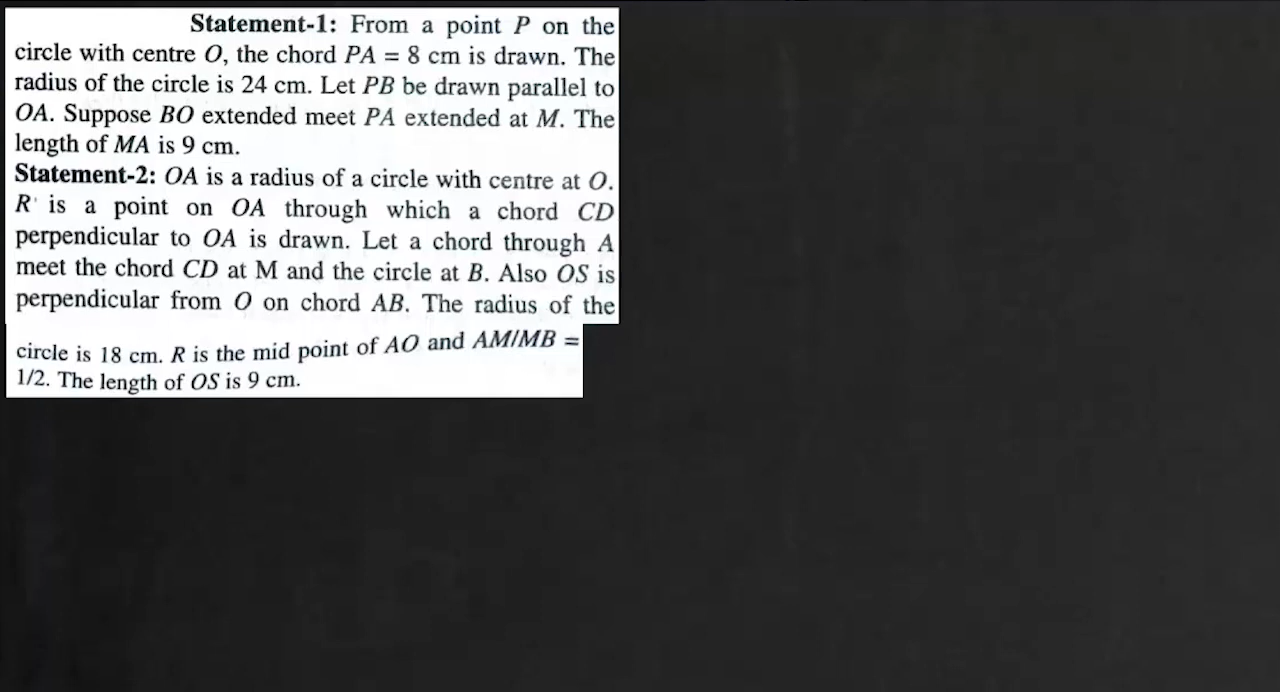 Statement-1: From a point P on the
circle with centre O, the chord PA = 8 cm is drawn. The
radius of the circle is 24 cm. Let PB be drawn parallel to
OA. Suppose BO extended meet PA extended at M. The
length of MA is 9 cm.
Statement-2: OA is a radius of a circle with centre at O.
R is a point on OA through which a chord CD
perpendicular to OA is drawn. Let a chord through A
meet the chord CD at M and the circle at B. Also OS is
perpendicular from O on chord AB. The radius of the
circle is 18 cm. R is the mid point of AO and AM/MB =
1/2. The length of OS is 9 cm.